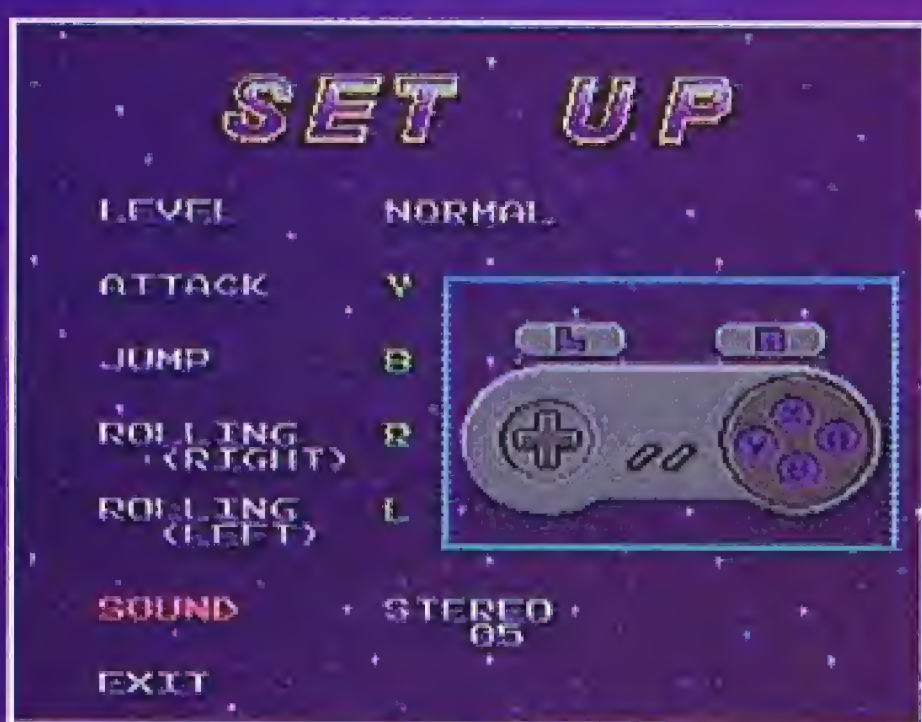 SET UP
LEVEL NORMAL
ATTACK Y
JUMP B
ROLLING R
(RIGHT)
ROLLING L
(LEFT)
L R
X
Y A
B
SOUND STEREO
05
EXIT